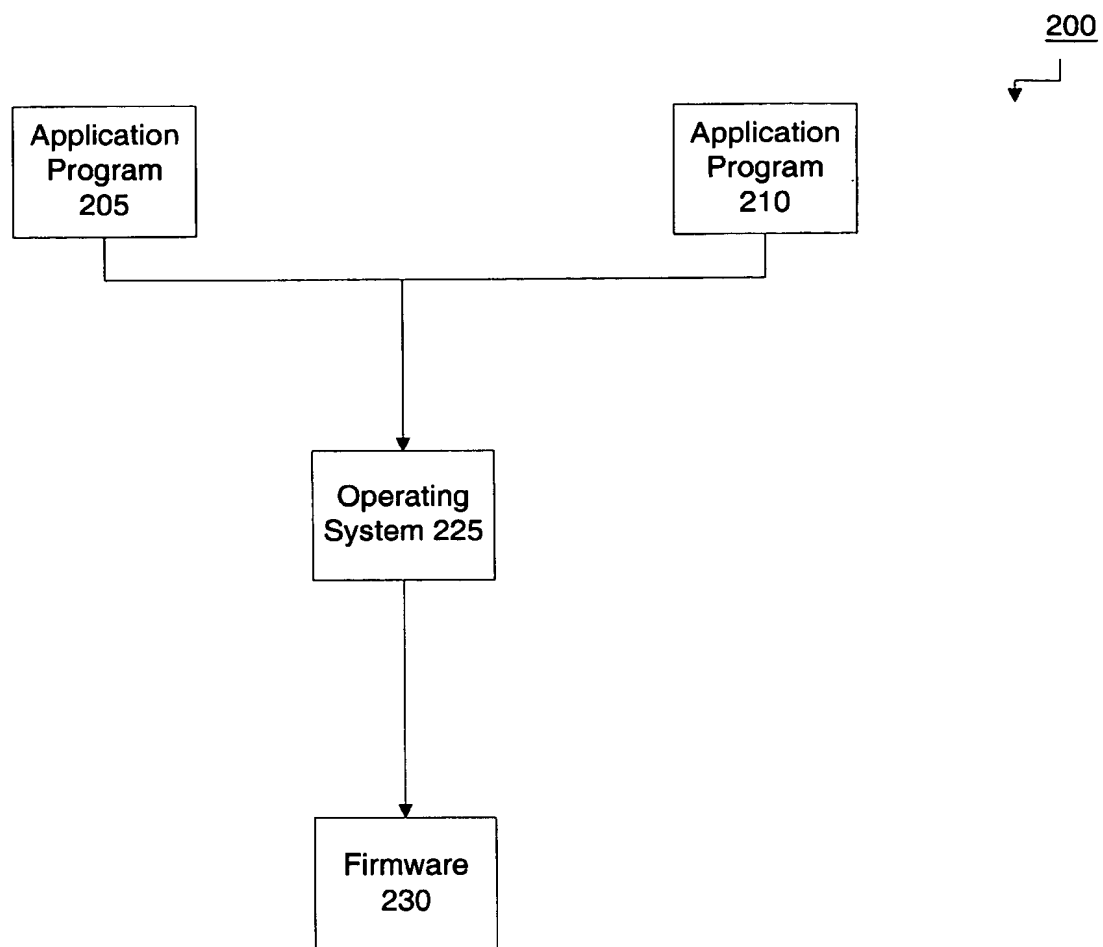 200
Application
Program
205
Application
Program
210
Operating
System 225
Firmware
230